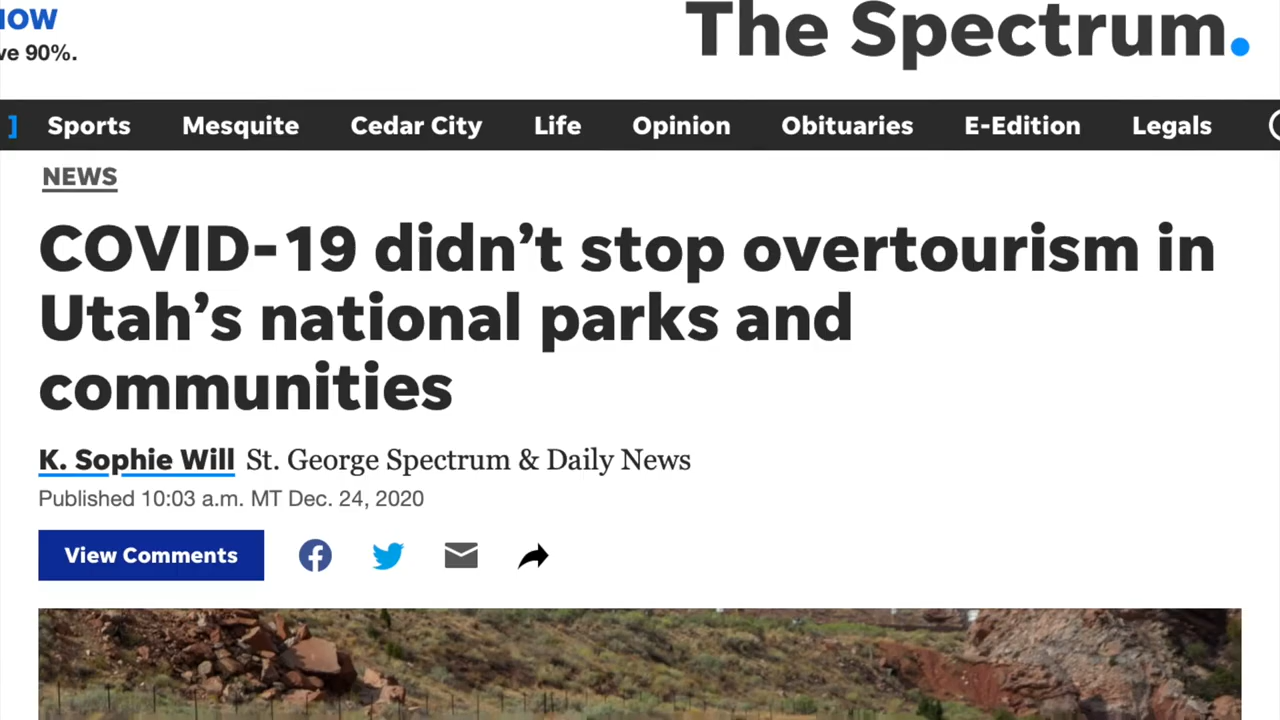 The Spectrum.
90%.
Sports Mesquite Cedar City Life Opinion Obituaries E-Edition Legals
NEWS
COVID-19 didn’t stop overtourism in
Utah’s national parks and
communities
K. Sophie Will St. George Spectrum & Daily News
Published 10:03 a.m. MT Dec. 24, 2020
View Comments